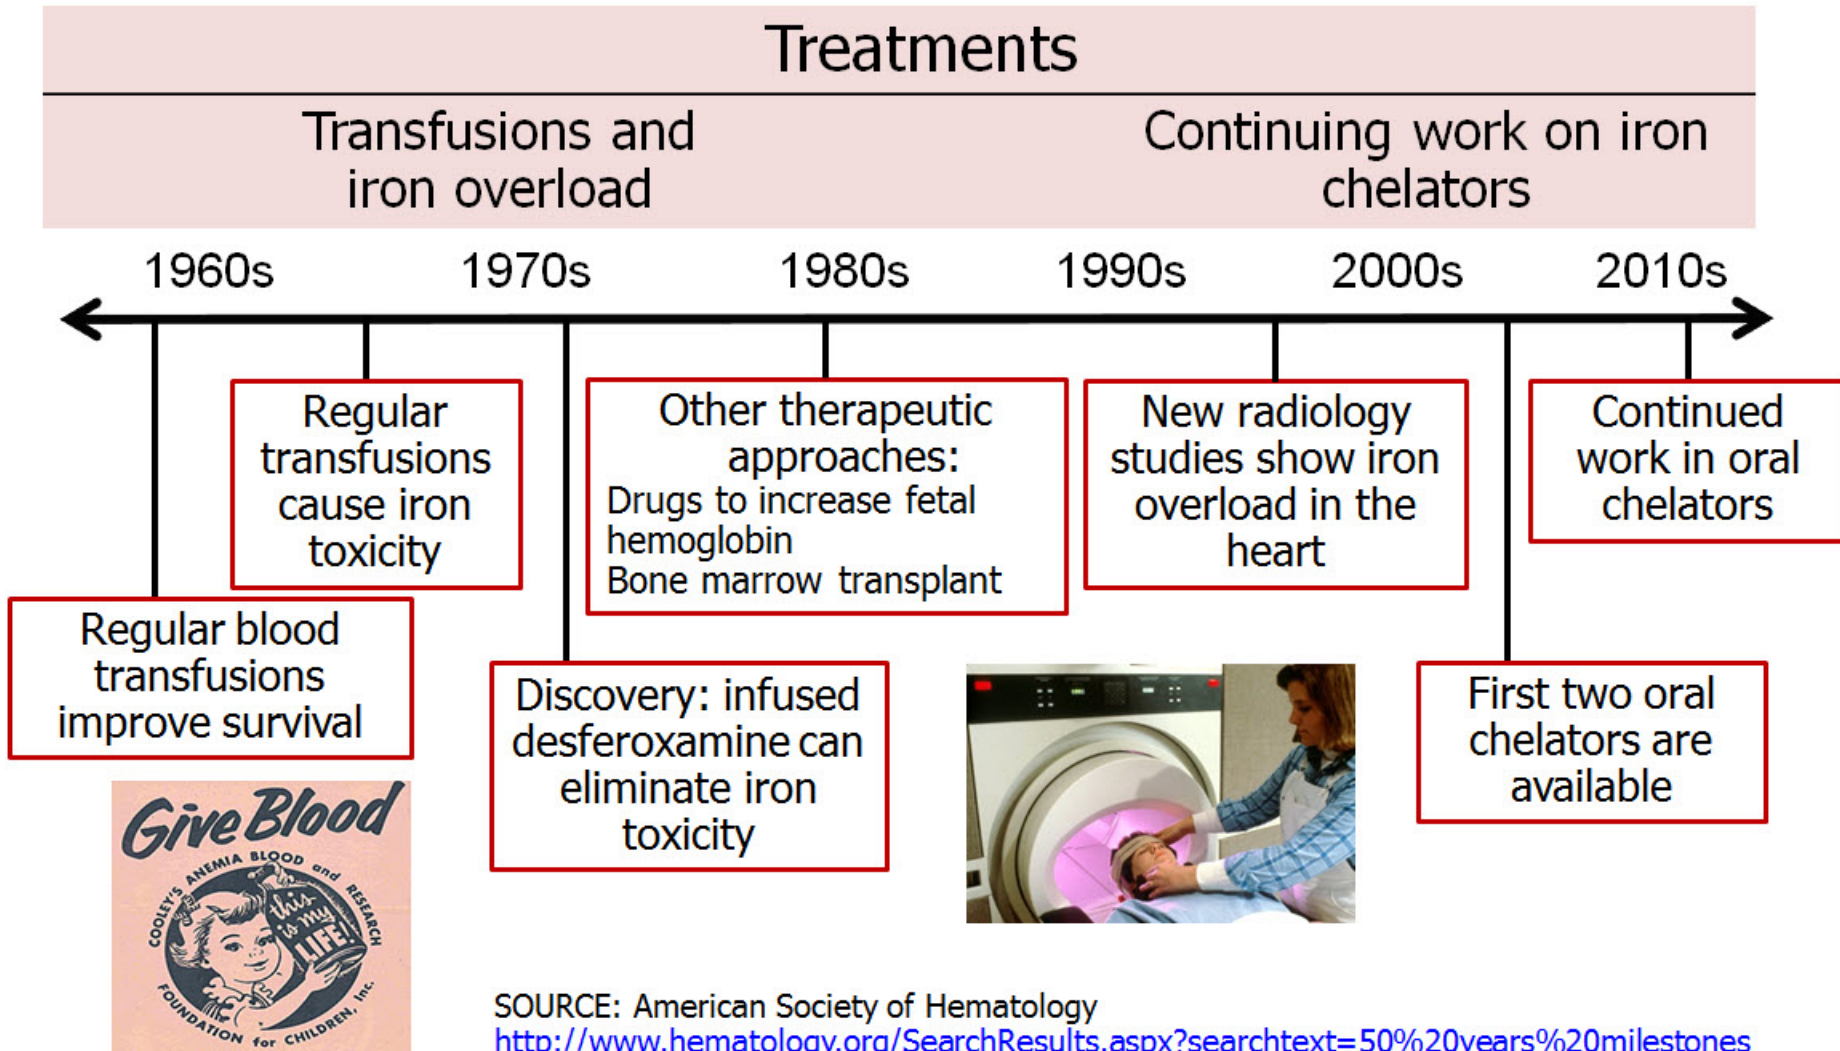 Treatments
Transfusions and
iron overload
Continuing work on iron
chelators
1960s
1970s
1980s
1990s
2000s
2010s
Regular
transfusions
cause iron
toxicity
Other therapeutic
approaches:
Drugs to increase fetal
hemoglobin
Bone marrow transplant
New radiology
studies show iron
overload in the
heart
Continued
work in oral
chelators
Regular blood
transfusions
improve survival
Discovery: infused
desferoxamine can
eliminate iron
toxicity
First two oral
chelators are
available
Give Blood
COOLEY'S ANEMIA BLOOD and RESEARCH
FOUNDATION for CHILDREN, Inc.
this
is my
LIFE!
SOURCE: American Society of Hematology
http://www.hematology.org/SearchResults.aspx?searchtext=50%20years%20milestones